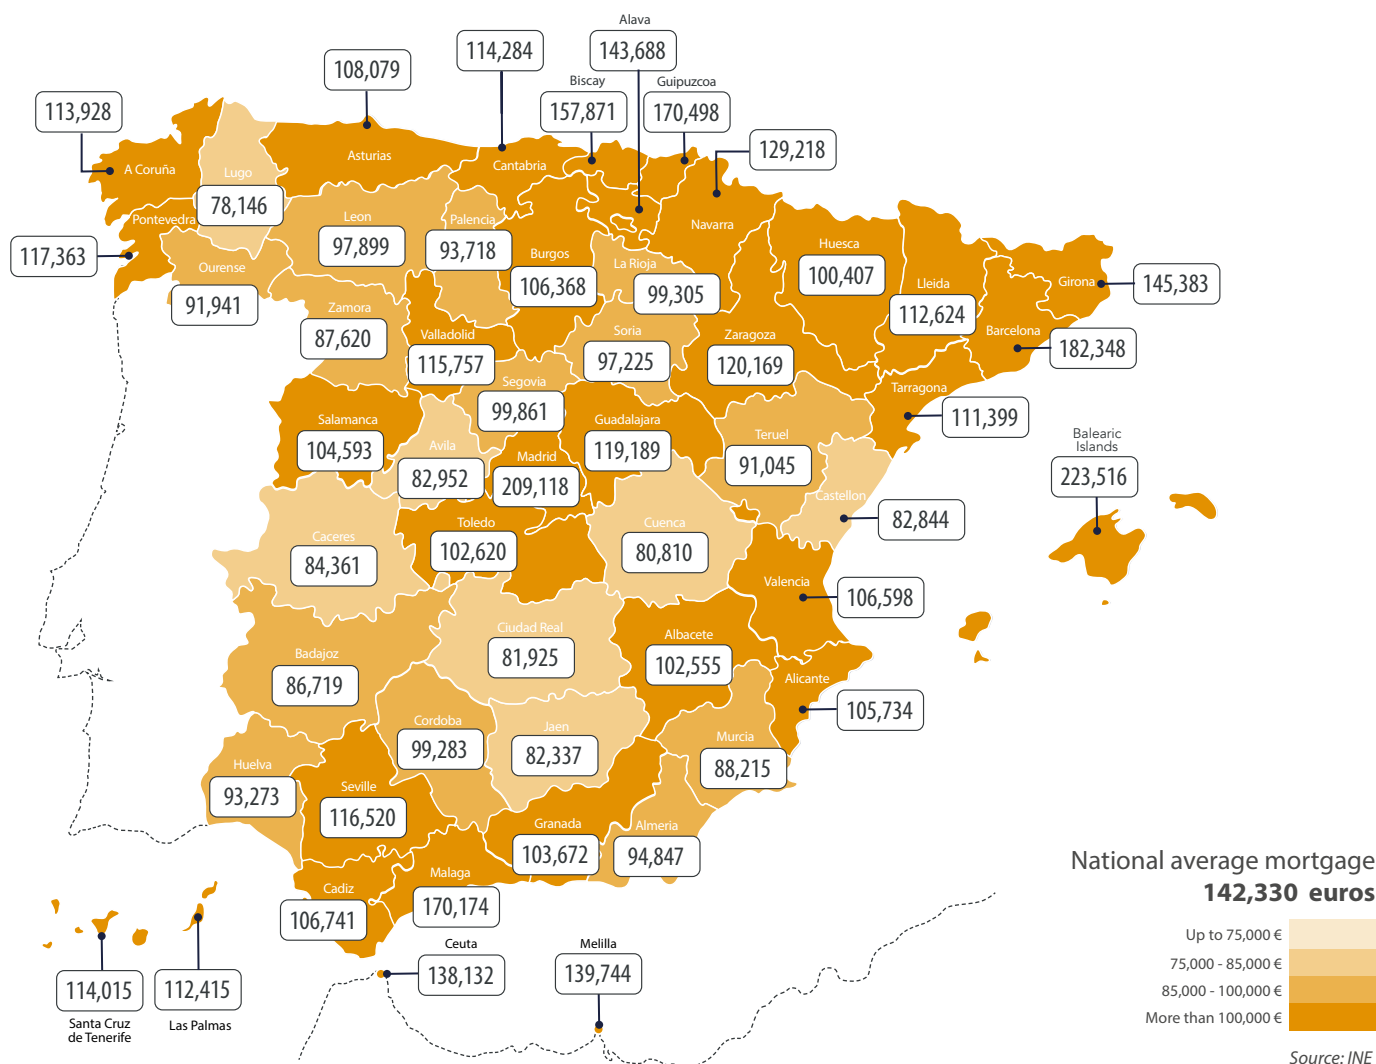 Alava
143,688
114,284
108,079
Biscay
157,871
Guipuzcoa
170,498
113,928
129,218
A Coruña
Lugo
78,146
Asturias
Cantabria
Pontevedra
117,363
Ourense
91,941
Leon
97,899
Palencia
93,718
Burgos
106,368
La Rioja
99,305
Navarra
Huesca
100,407
Lleida
112,624
Girona
145,383
Barcelona
182,348
Zamora
87,620
Valladolid
115,757
Soria
97,225
Zaragoza
120,169
Segovia
99,861
Tarragona
111,399
Salamanca
104,593
Avila
82,952
Madrid
209,118
Guadalajara
119,189
Teruel
91,045
Balearic
Islands
223,516
Castellon
82,844
Caceres
84,361
Toledo
102,620
Cuenca
80,810
Valencia
106,598
Badajoz
86,719
Ciudad Real
81,925
Albacete
102,555
Alicante
105,734
Cordoba
99,283
Jaen
82,337
Murcia
88,215
Huelva
93,273
Seville
116,520
Granada
103,672
Almeria
94,847
Cadiz
106,741
Malaga
170,174
Ceuta
138,132
Melilla
139,744
114,015
Santa Cruz
de Tenerife
112,415
Las Palmas
National average mortgage
142,330 euros
Up to 75,000 €
75,000 - 85,000 €
85,000 - 100,000 €
More than 100,000 €
Source: INE